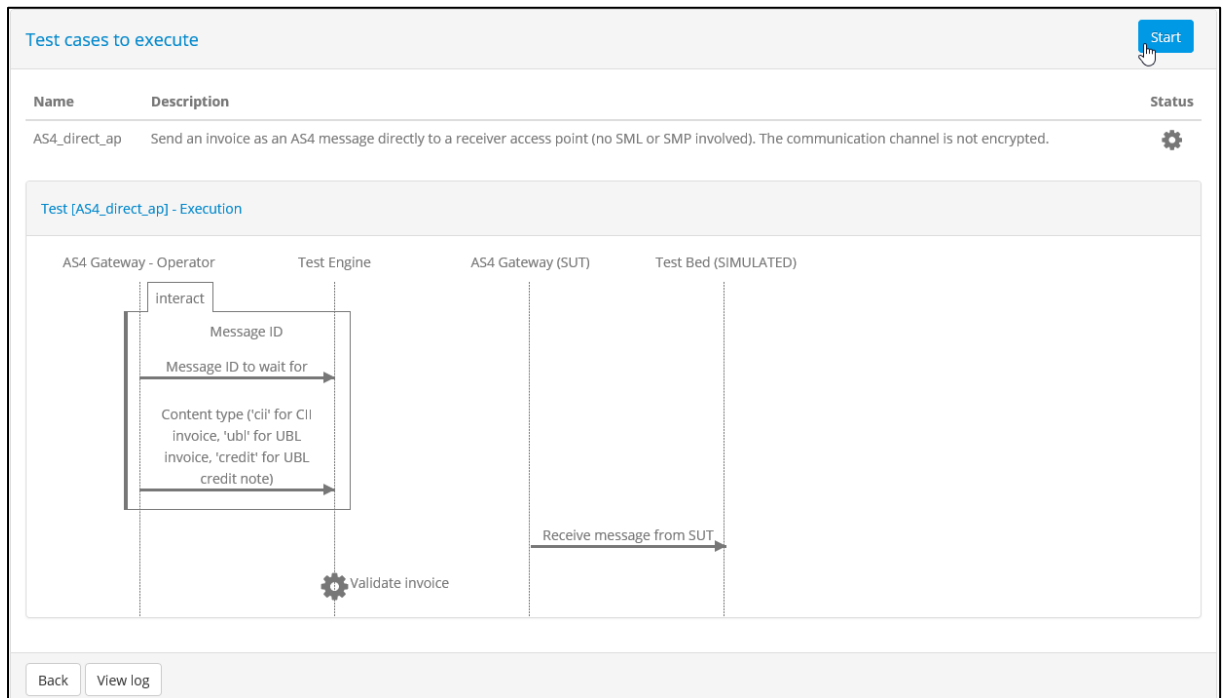 Test cases to execute
Start
Name Description Status
AS4_direct_ap Send an invoice as an AS4 message directly to a receiver access point (no SML or SMP involved). The communication channel is not encrypted.
Test [AS4_direct_ap] - Execution
AS4 Gateway - Operator Test Engine AS4 Gateway (SUT) Test Bed (SIMULATED)
interact
Message ID
Message ID to wait for
Content type ('cii' for CII
invoice, 'ubl' for UBL
invoice, 'credit' for UBL
credit note)
Receive message from SUT
Validate invoice
Back View log